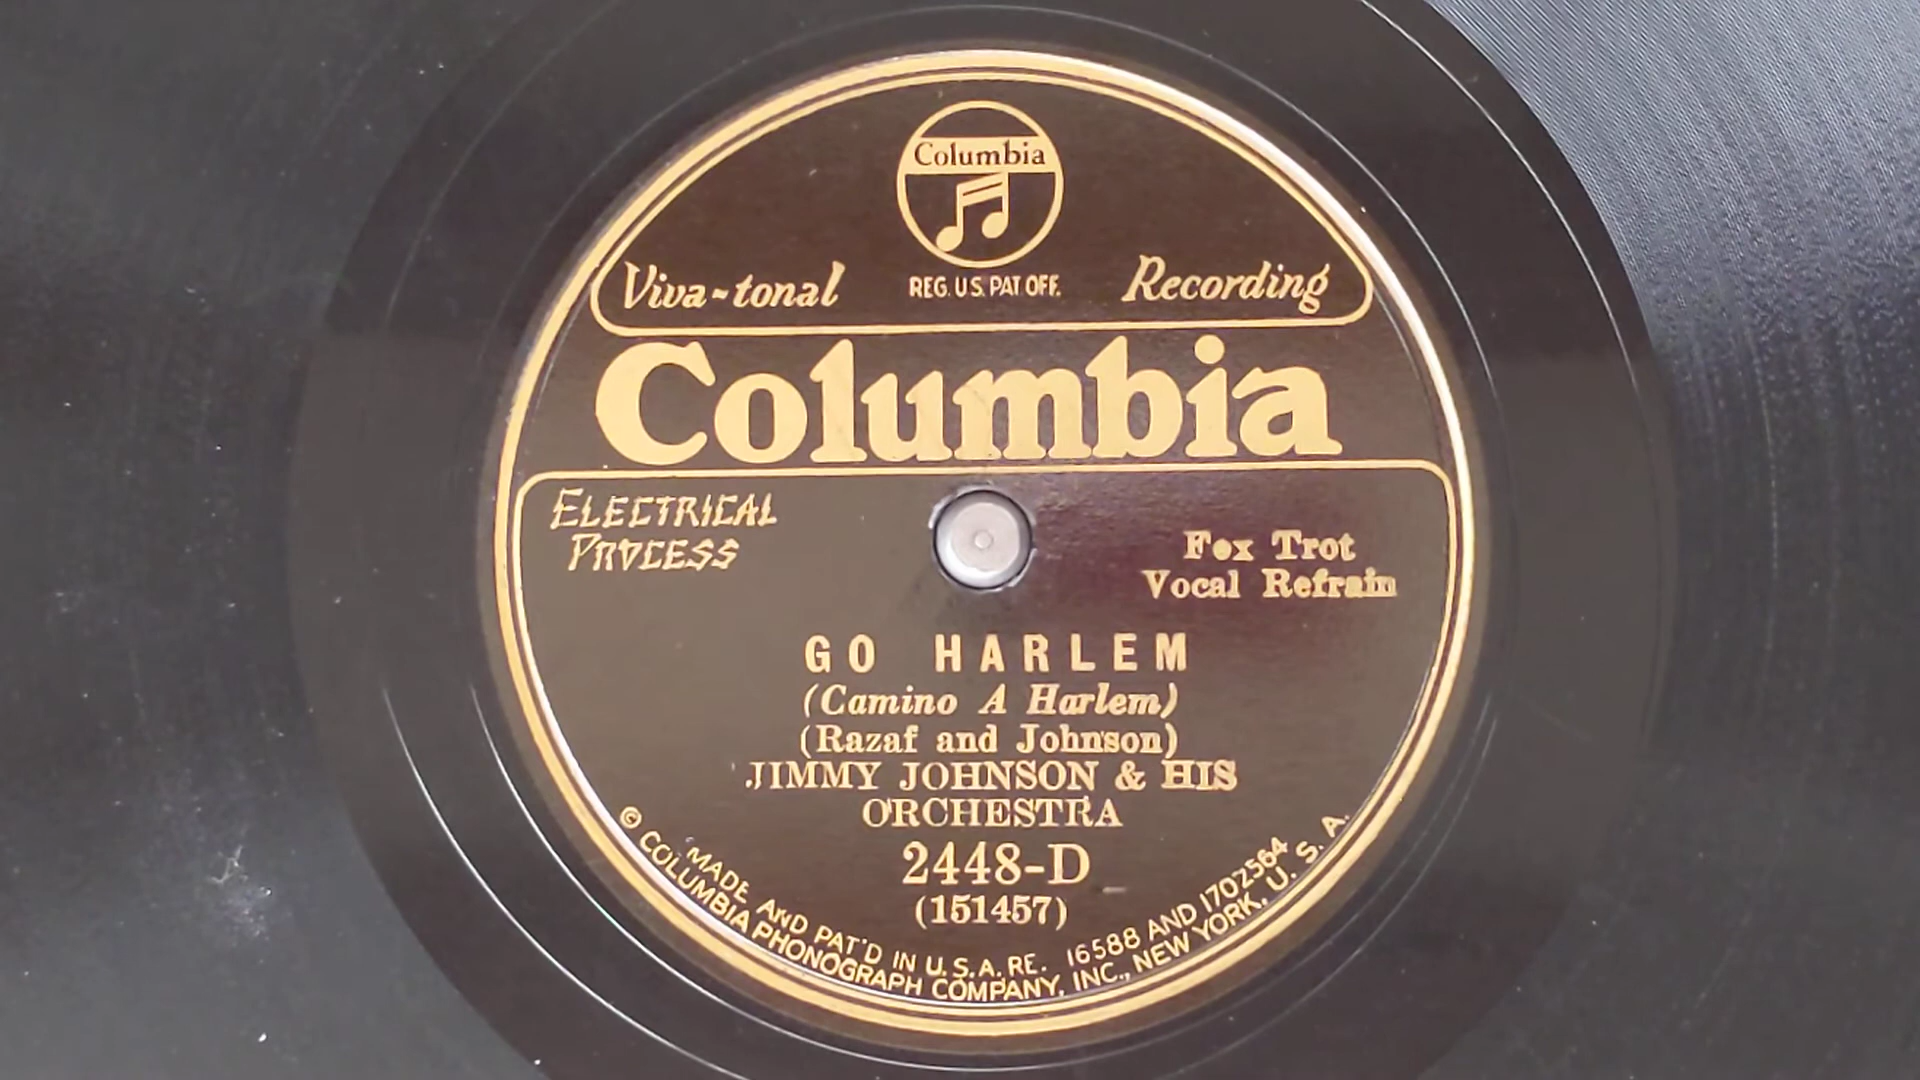 Columbia
Viva-tonal REG. U.S. PAT OFF. Recording
Columbia
ELECTRICAL
PROCESS
Fox Trot
Vocal Refrain
GO HARLEM
(Camino A Harlem)
(Razaf and Johnson)
JIMMY JOHNSON & HIS
ORCHESTRA
2448-D
(151457)
MADE AND PAT'D IN U.S.A. RE. 16588 AND 1702564
© COLUMBIA PHONOGRAPH COMPANY, INC., NEW YORK, U. S. A.